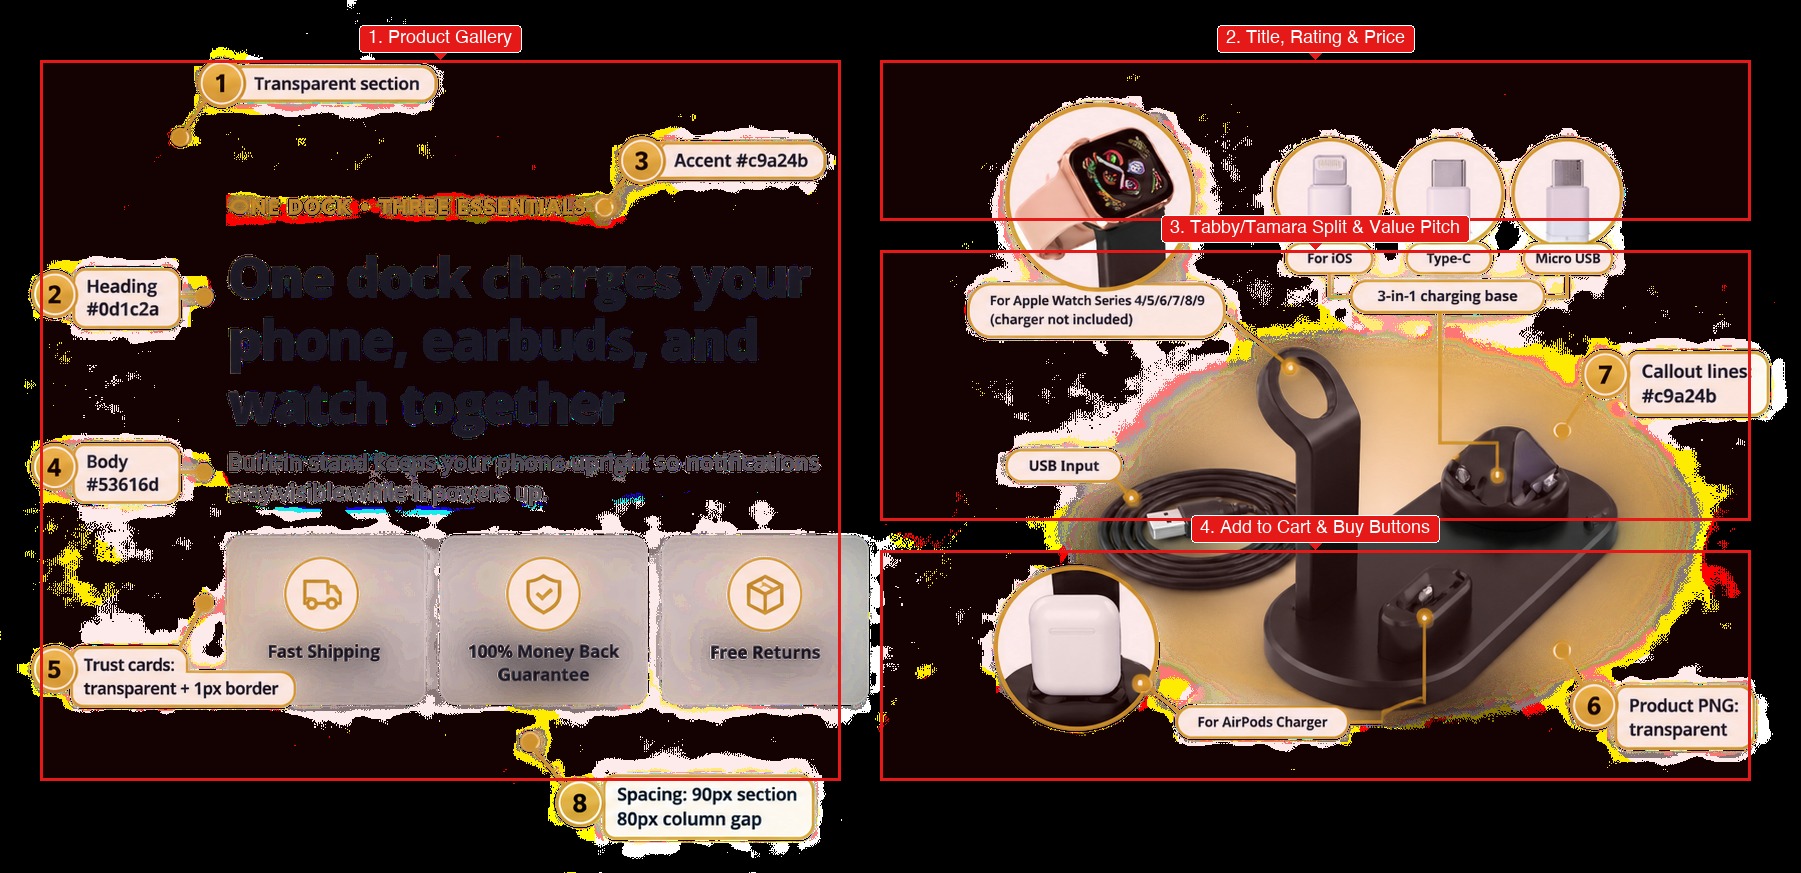 1. Product Gallery
1
Transparent section
3
Accent #c9a24b
ONE DOCK • THREE ESSENTIALS
2
Heading
#0d1c2a
One dock charges your
phone, earbuds, and
watch together
4
Body
#53616d
Built-in stand keeps your phone upright so notifications
stay visible while it powers up.
Fast Shipping
100% Money Back
Guarantee
Free Returns
5
Trust cards:
transparent + 1px border
8
Spacing: 90px section
80px column gap
2. Title, Rating & Price
3. Tabby/Tamara Split & Value Pitch
For iOS
Type-C
Micro USB
For Apple Watch Series 4/5/6/7/8/9
(charger not included)
3-in-1 charging base
7
Callout lines:
#c9a24b
USB Input
4. Add to Cart & Buy Buttons
For AirPods Charger
6
Product PNG:
transparent